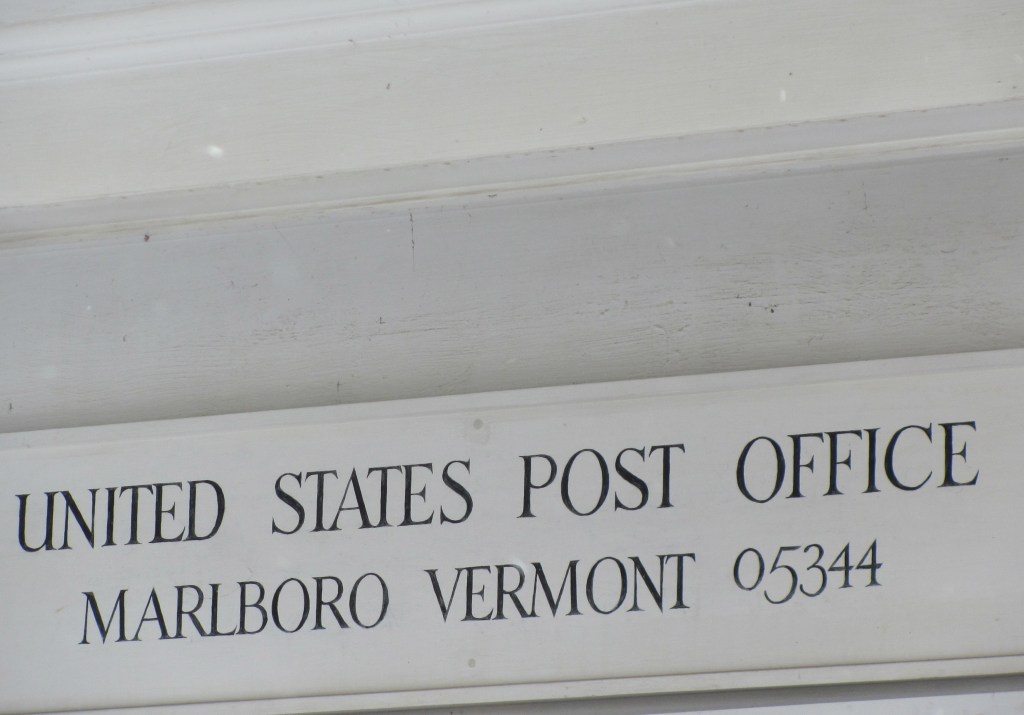 UNITED STATES POST OFFICE
MARLBORO VERMONT 05344